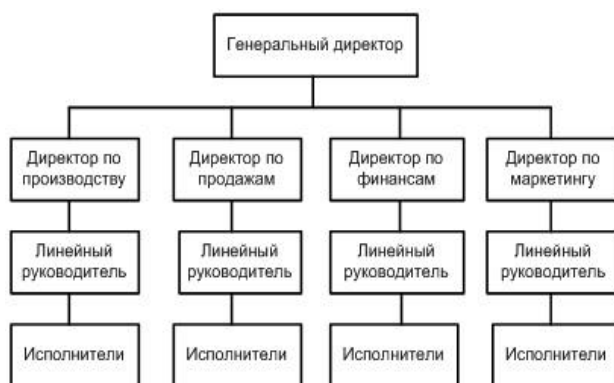 Генеральный директор
Директор по
производству
Директор по
продажам
Директор по
финансам
Директор по
маркетингу
Линейный
руководитель
Линейный
руководитель
Линейный
руководитель
Линейный
руководитель
Исполнители
Исполнители
Исполнители
Исполнители